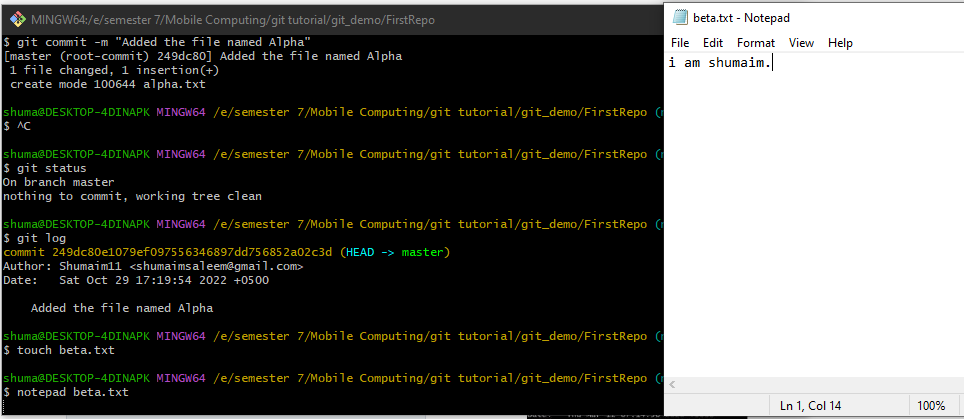 MINGW64:/e/semester 7/Mobile Computing/git tutorial/git_demo/FirstRepo
$ git commit -m "Added the file named Alpha"
[master (root-commit) 249dc80] Added the file named Alpha
1 file changed, 1 insertion(+)
create mode 100644 alpha.txt
shuma@DESKTOP-4DINAPK MINGW64 /e/semester 7/Mobile Computing/git tutorial/git_demo/FirstRepo (
$ ^C
shuma@DESKTOP-4DINAPK MINGW64 /e/semester 7/Mobile Computing/git tutorial/git_demo/FirstRepo (
$ git status
On branch master
nothing to commit, working tree clean
shuma@DESKTOP-4DINAPK MINGW64 /e/semester 7/Mobile Computing/git tutorial/git_demo/FirstRepo (
$ git log
commit 249dc80e1079ef097556346897dd756852a02c3d (HEAD -> master)
Author: Shumaim11 <shumaimsaleem@gmail.com>
Date:   Sat Oct 29 17:19:54 2022 +0500
Added the file named Alpha
shuma@DESKTOP-4DINAPK MINGW64 /e/semester 7/Mobile Computing/git tutorial/git_demo/FirstRepo (
$ touch beta.txt
shuma@DESKTOP-4DINAPK MINGW64 /e/semester 7/Mobile Computing/git tutorial/git_demo/FirstRepo (
$ notepad beta.txt
beta.txt - Notepad
File Edit Format View Help
i am shumaim.
Ln 1, Col 14 100%